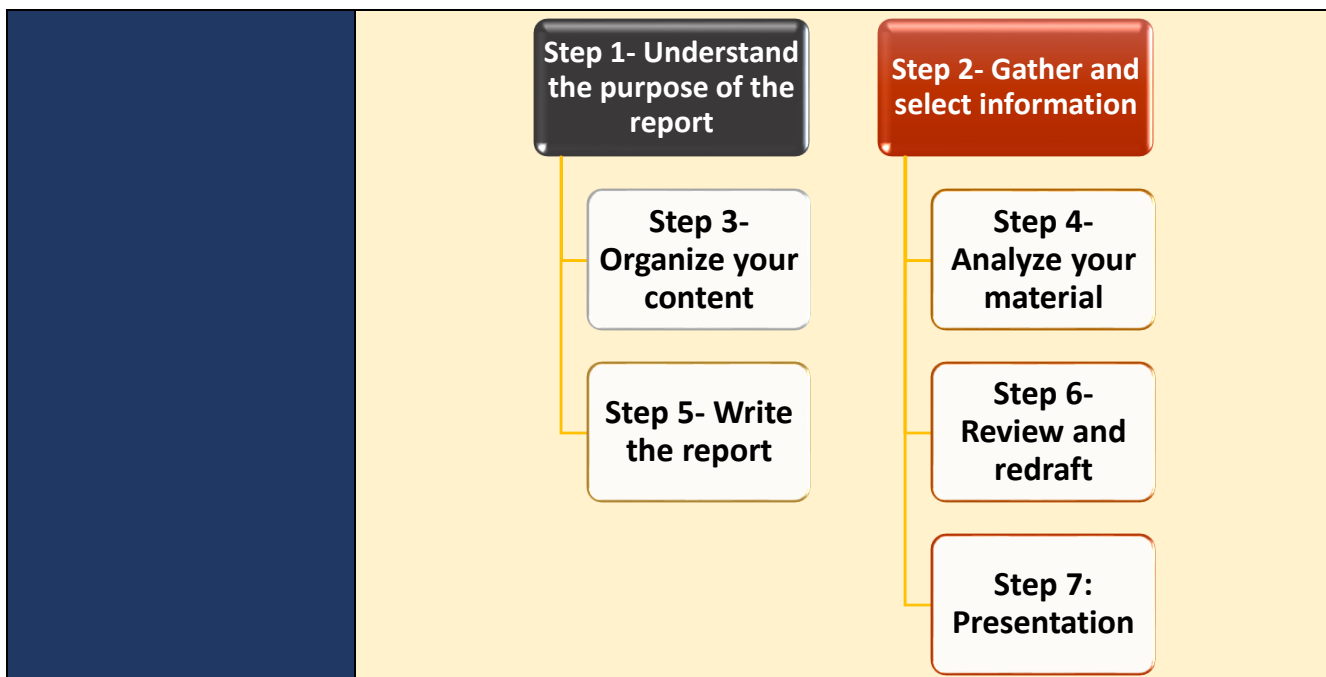 Step 1- Understand
the purpose of the
report
Step 2- Gather and
select information
Step 3-
Organize your
content
Step 4-
Analyze your
material
Step 5- Write
the report
Step 6-
Review and
redraft
Step 7:
Presentation